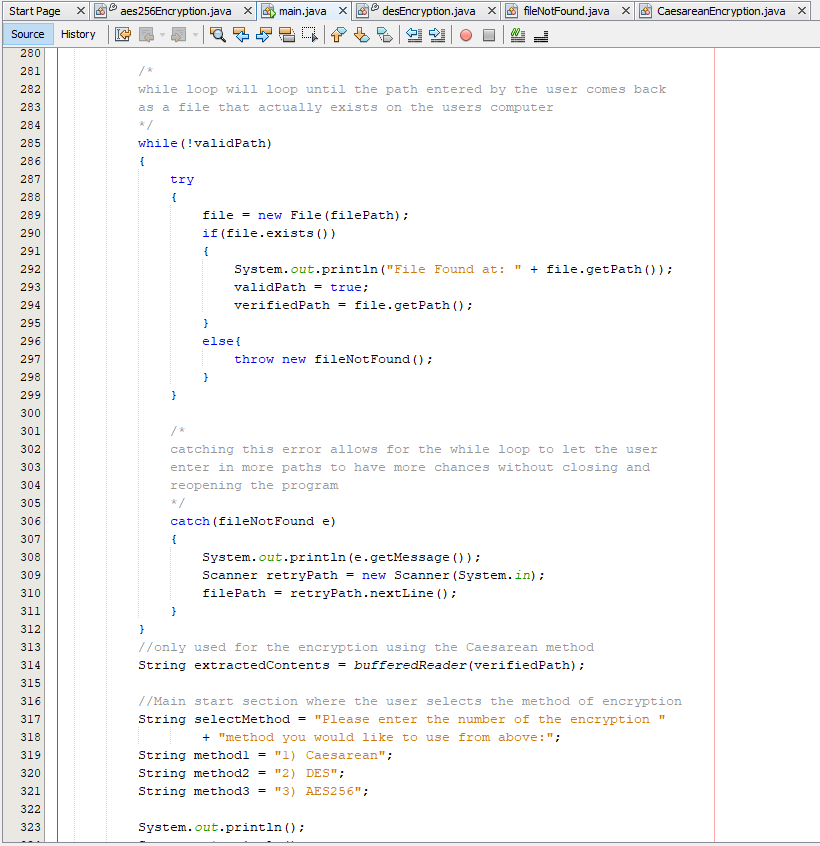 Start Page aes256Encryption.java main.java desEncryption.java fileNotFound.java CaesareanEncryption.java
Source History
280
281 /*
282 while loop will loop until the path entered by the user comes back
283 as a file that actually exists on the users computer
284 */
285 while(!validPath)
286 {
287 try
288 {
289 file = new File(filePath);
290 if(file.exists())
291 {
292 System.out.println("File Found at: " + file.getPath());
293 validPath = true;
294 verifiedPath = file.getPath();
295 }
296 else{
297 throw new fileNotFound();
298 }
299 }
300
301 /*
302 catching this error allows for the while loop to let the user
303 enter in more paths to have more chances without closing and
304 reopening the program
305 */
306 catch(fileNotFound e)
307 {
308 System.out.println(e.getMessage());
309 Scanner retryPath = new Scanner(System.in);
310 filePath = retryPath.nextLine();
311 }
312 }
313 //only used for the encryption using the Caesarean method
314 String extractedContents = bufferedReader(verifiedPath);
315
316 //Main start section where the user selects the method of encryption
317 String selectMethod = "Please enter the number of the encryption "
318 + "method you would like to use from above:";
319 String method1 = "1) Caesarean";
320 String method2 = "2) DES";
321 String method3 = "3) AES256";
322
323 System.out.println();